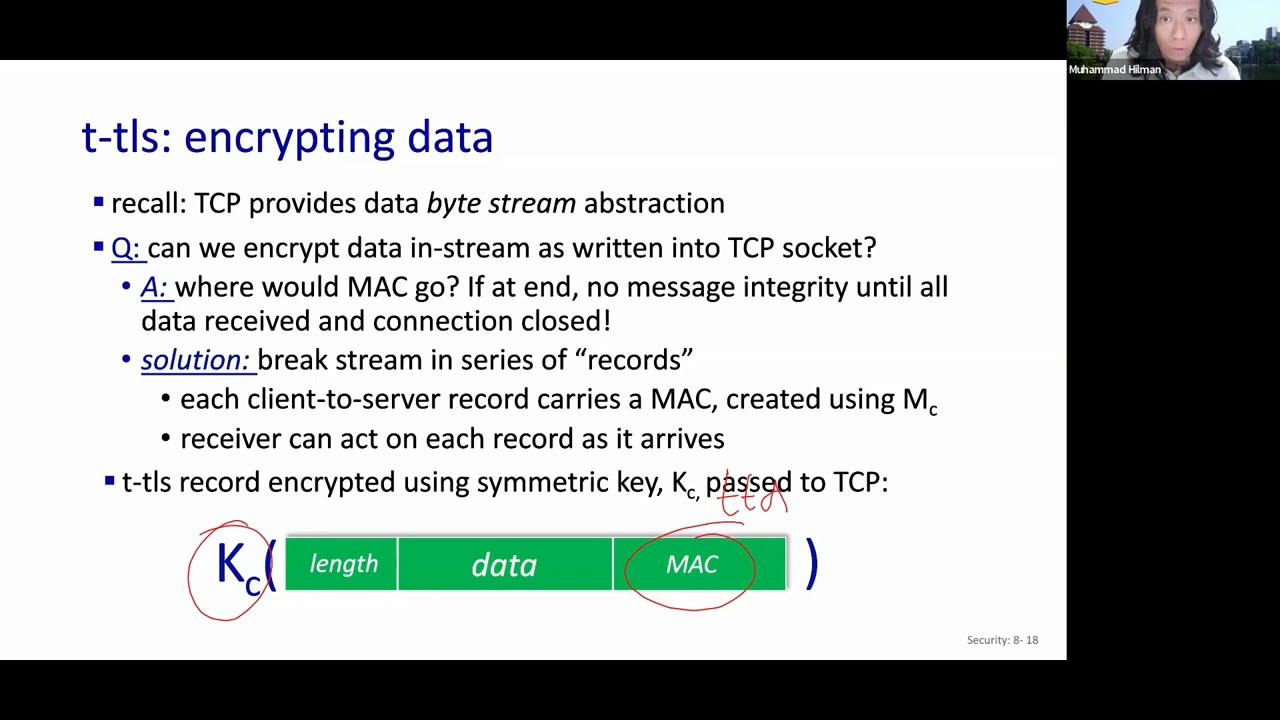 Muhammad Hilman
t-tls: encrypting data
▪ recall: TCP provides data byte stream abstraction
▪ Q: can we encrypt data in-stream as written into TCP socket?
• A: where would MAC go? If at end, no message integrity until all
data received and connection closed!
• solution: break stream in series of “records”
• each client-to-server record carries a MAC, created using Mc
• receiver can act on each record as it arrives
▪ t-tls record encrypted using symmetric key, Kc, passed to TCP:
Kc( length data MAC )
Security: 8- 18